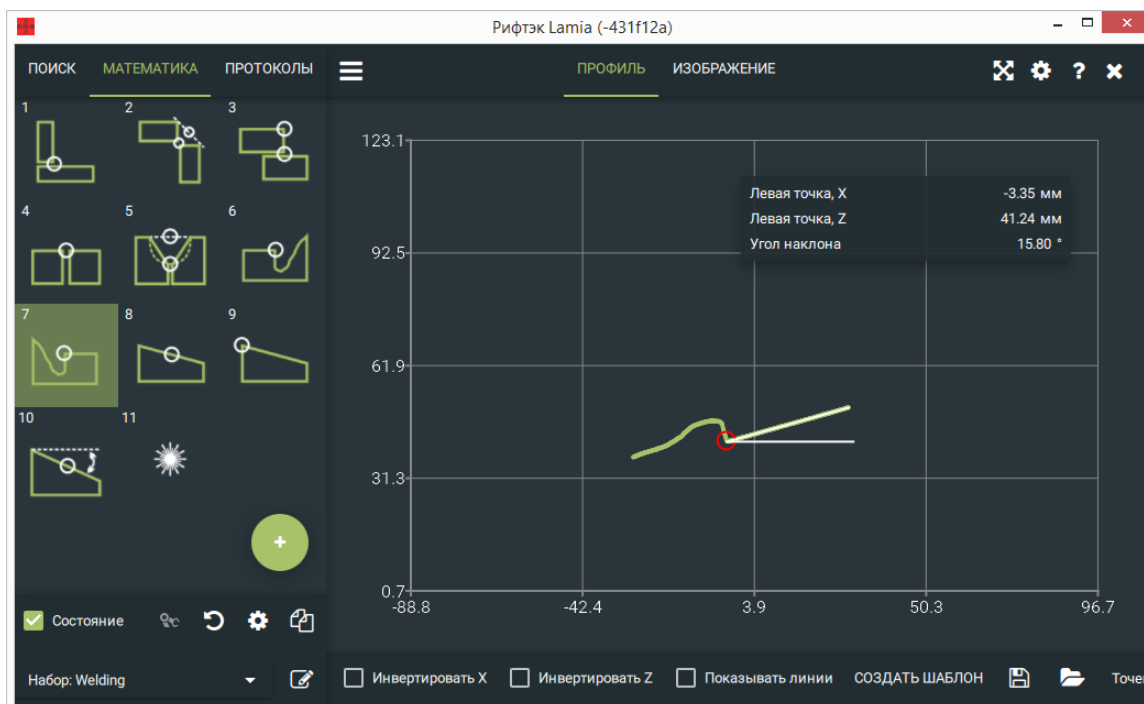 Рифтэк Lamia (-431f12a)
ПОИСК МАТЕМАТИКА ПРОТОКОЛЫ ПРОФИЛЬ ИЗОБРАЖЕНИЕ ?
1 2 3
4 5 6
7 8 9
10 11
+
Состояние
Набор: Welding
123.1
92.5
61.9
31.3
0.7
-88.8 -42.4 3.9 50.3 96.7
Левая точка, X -3.35 мм
Левая точка, Z 41.24 мм
Угол наклона 15.80 °
Инвертировать X Инвертировать Z Показывать линии СОЗДАТЬ ШАБЛОН